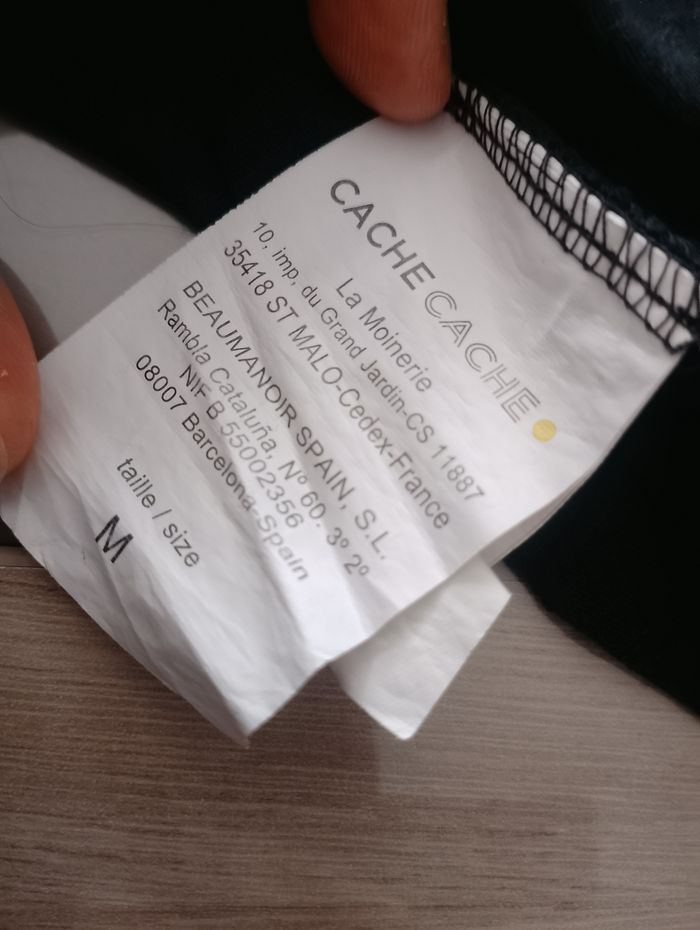 CACHE CACHE
La Moinerie
10, imp. du Grand Jardin-CS 11887
35418 ST MALO-Cedex-France
BEAUMANOIR SPAIN, S.L.
Rambla Cataluña, Nº 60. 3º 2º
NIF B 55002356
08007 Barcelona-Spain
taille / size
M